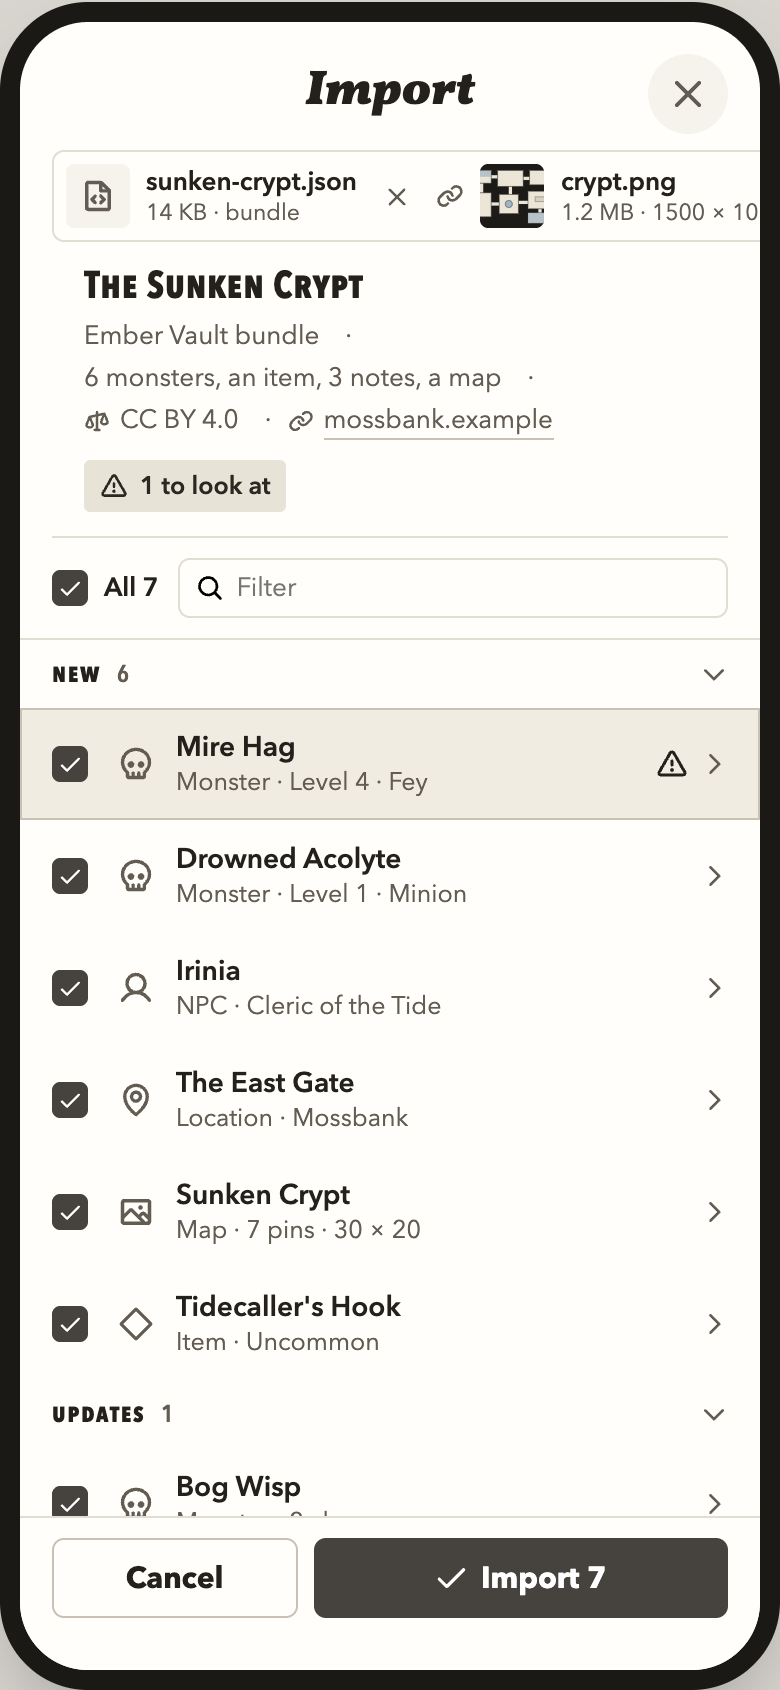 Import
sunken-crypt.json
14 KB · bundle
crypt.png
1.2 MB · 1500 × 10
The Sunken Crypt
Ember Vault bundle ·
6 monsters, an item, 3 notes, a map ·
CC BY 4.0 · mossbank.example
1 to look at
All 7
Filter
NEW 6
Mire Hag
Monster · Level 4 · Fey
Drowned Acolyte
Monster · Level 1 · Minion
Irinia
NPC · Cleric of the Tide
The East Gate
Location · Mossbank
Sunken Crypt
Map · 7 pins · 30 × 20
Tidecaller's Hook
Item · Uncommon
UPDATES 1
Bog Wisp
Cancel
Import 7